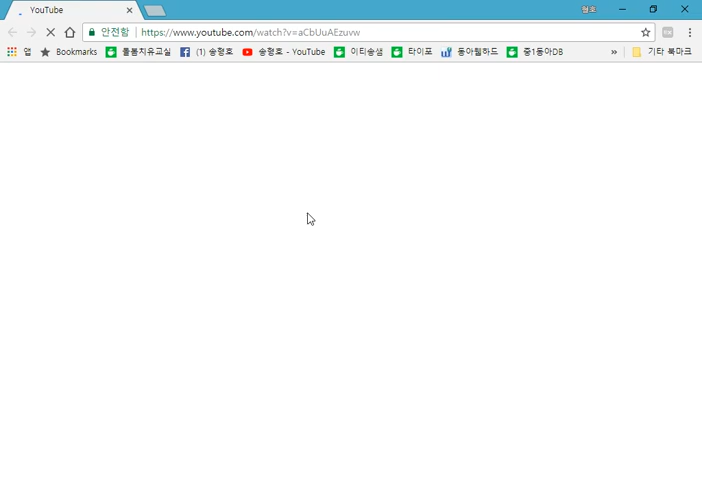 YouTube
형호
안전함 https://www.youtube.com/watch?v=aCbUuAEzuvw
앱 Bookmarks 돌봄치유교실 (1) 송형호 송형호 - YouTube 이티송샘 타이포 동아웹하드 중1동아DB » 기타 북마크